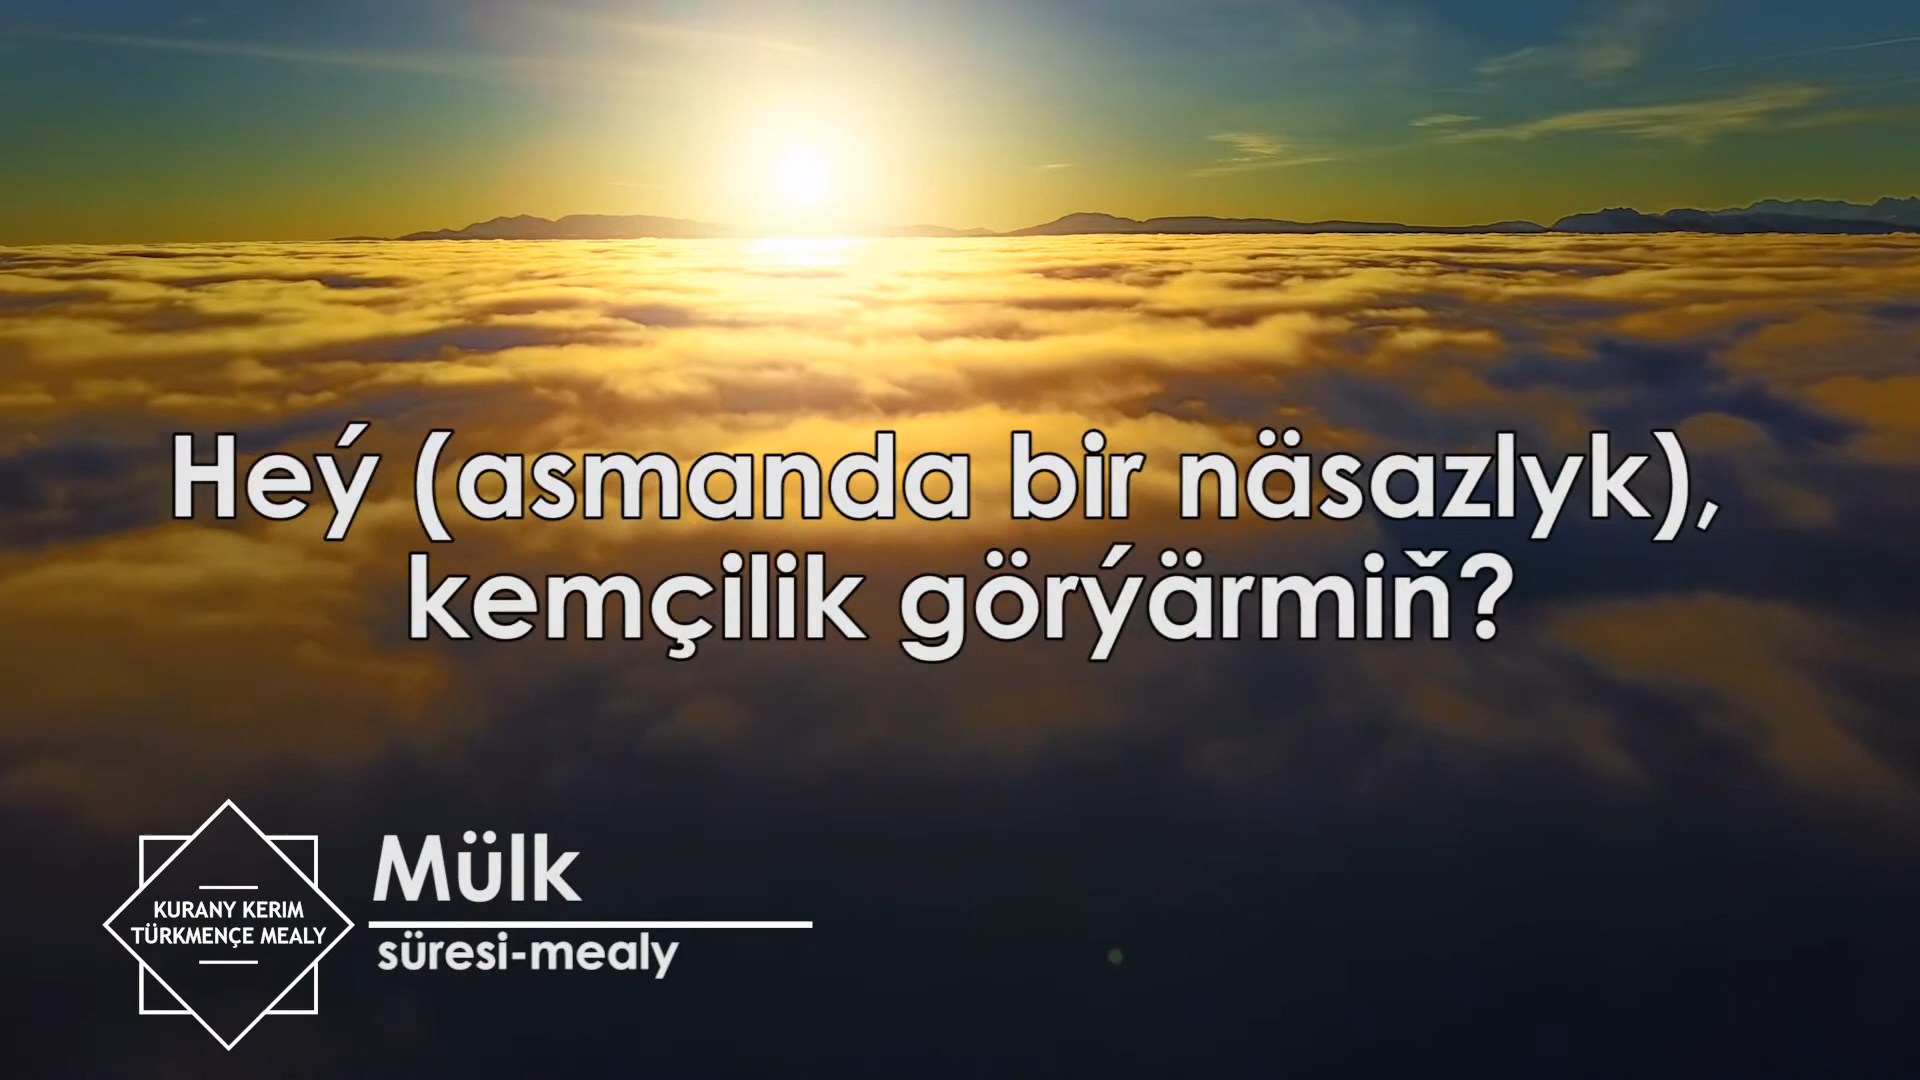 Heý (asmanda bir näsazlyk),
kemçilik görýärmiň?
Mülk
süresi-mealy
KURANY KERIM
TÜRKMENÇE MEALY